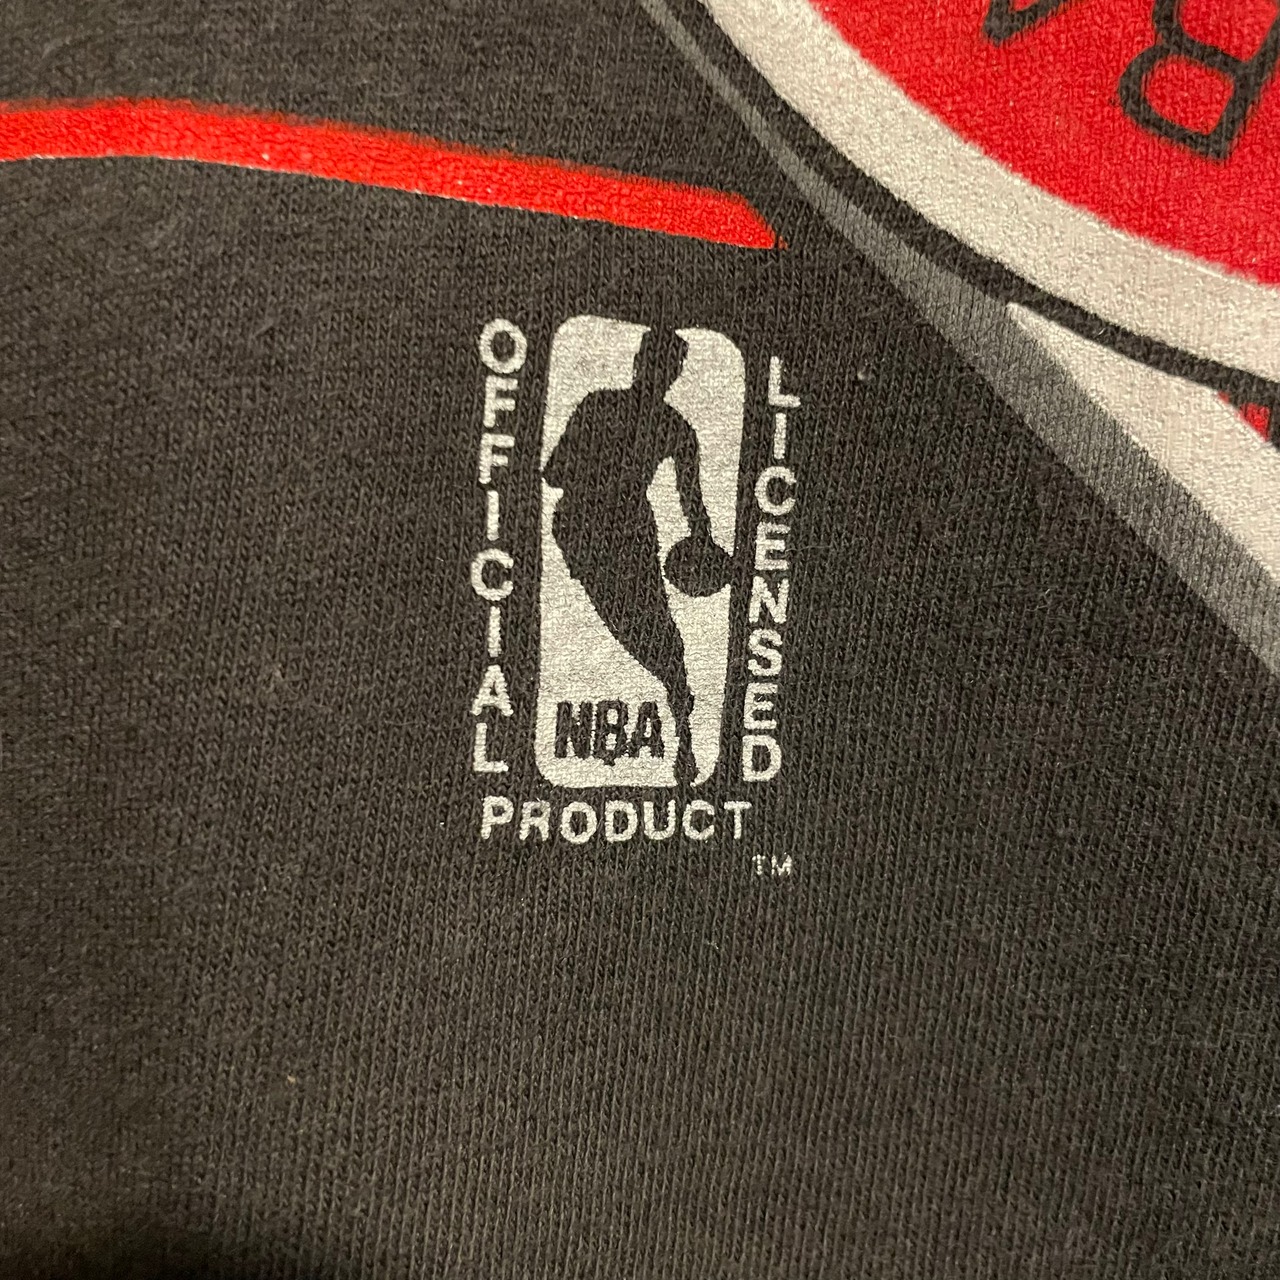 OFFICIAL
LICENSED
NBA
PRODUCT
TM